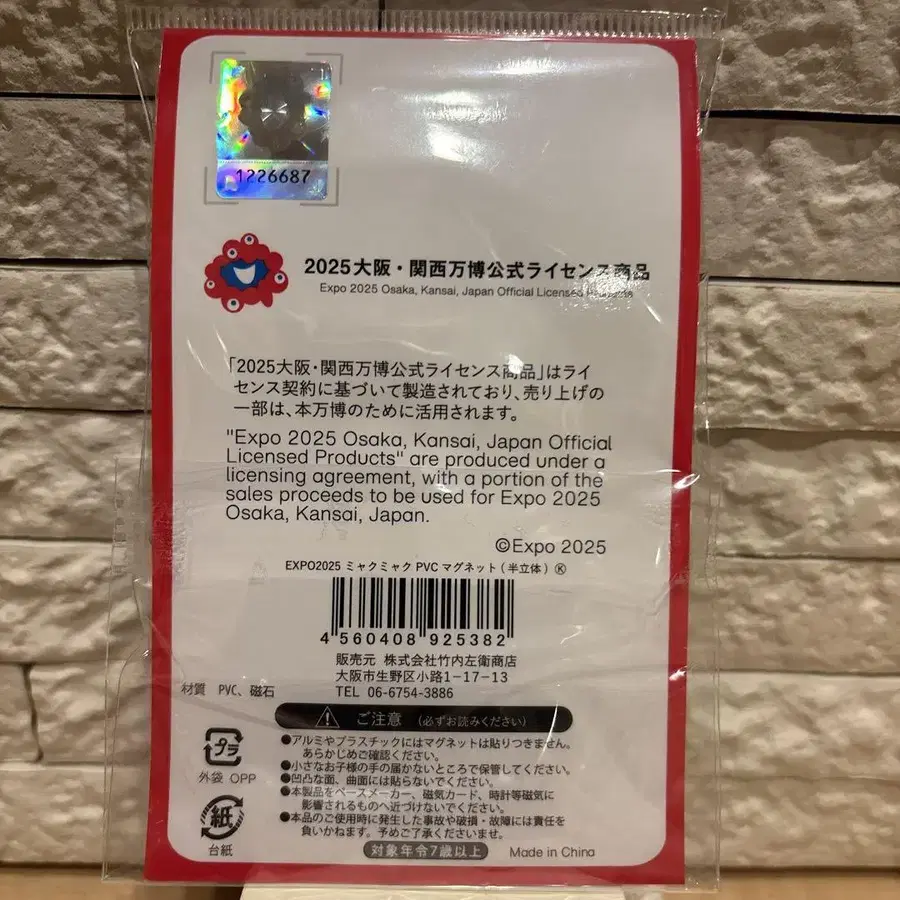 1226687
2025大阪・関西万博公式ライセンス商品
Expo 2025 Osaka, Kansai, Japan Official Licensed Products
「2025大阪・関西万博公式ライセンス商品」はライ
センス契約に基づいて製造されており、売り上げの
一部は、本万博のために活用されます。
"Expo 2025 Osaka, Kansai, Japan Official
Licensed Products" are produced under a
licensing agreement, with a portion of the
sales proceeds to be used for Expo 2025
Osaka, Kansai, Japan.
©Expo 2025
EXPO2025 ミャクミャク PVC マグネット（半立体）Ⓚ
4 560408 925382
販売元 株式会社竹内左衛商店
大阪市生野区小路1-17-13
TEL 06-6754-3886
材質 PVC、磁石
ご注意（必ずお読みください）
●アルミやプラスチックにはマグネットは貼りつきません。
あらかじめご確認ください。
●小さなお子様の手の届かないところで保管してください。
●凹凸な面、曲面には貼らないでください。
●本製品をペースメーカー、磁気カード、時計等磁気に
影響されるものへ近づけないでください。
●本品のご使用時に発生した事故や破損・故障には責任を
負いかねます。予めご了承くださいませ。
プラ
外袋 OPP
紙
台紙
対象年令7歳以上
Made in China